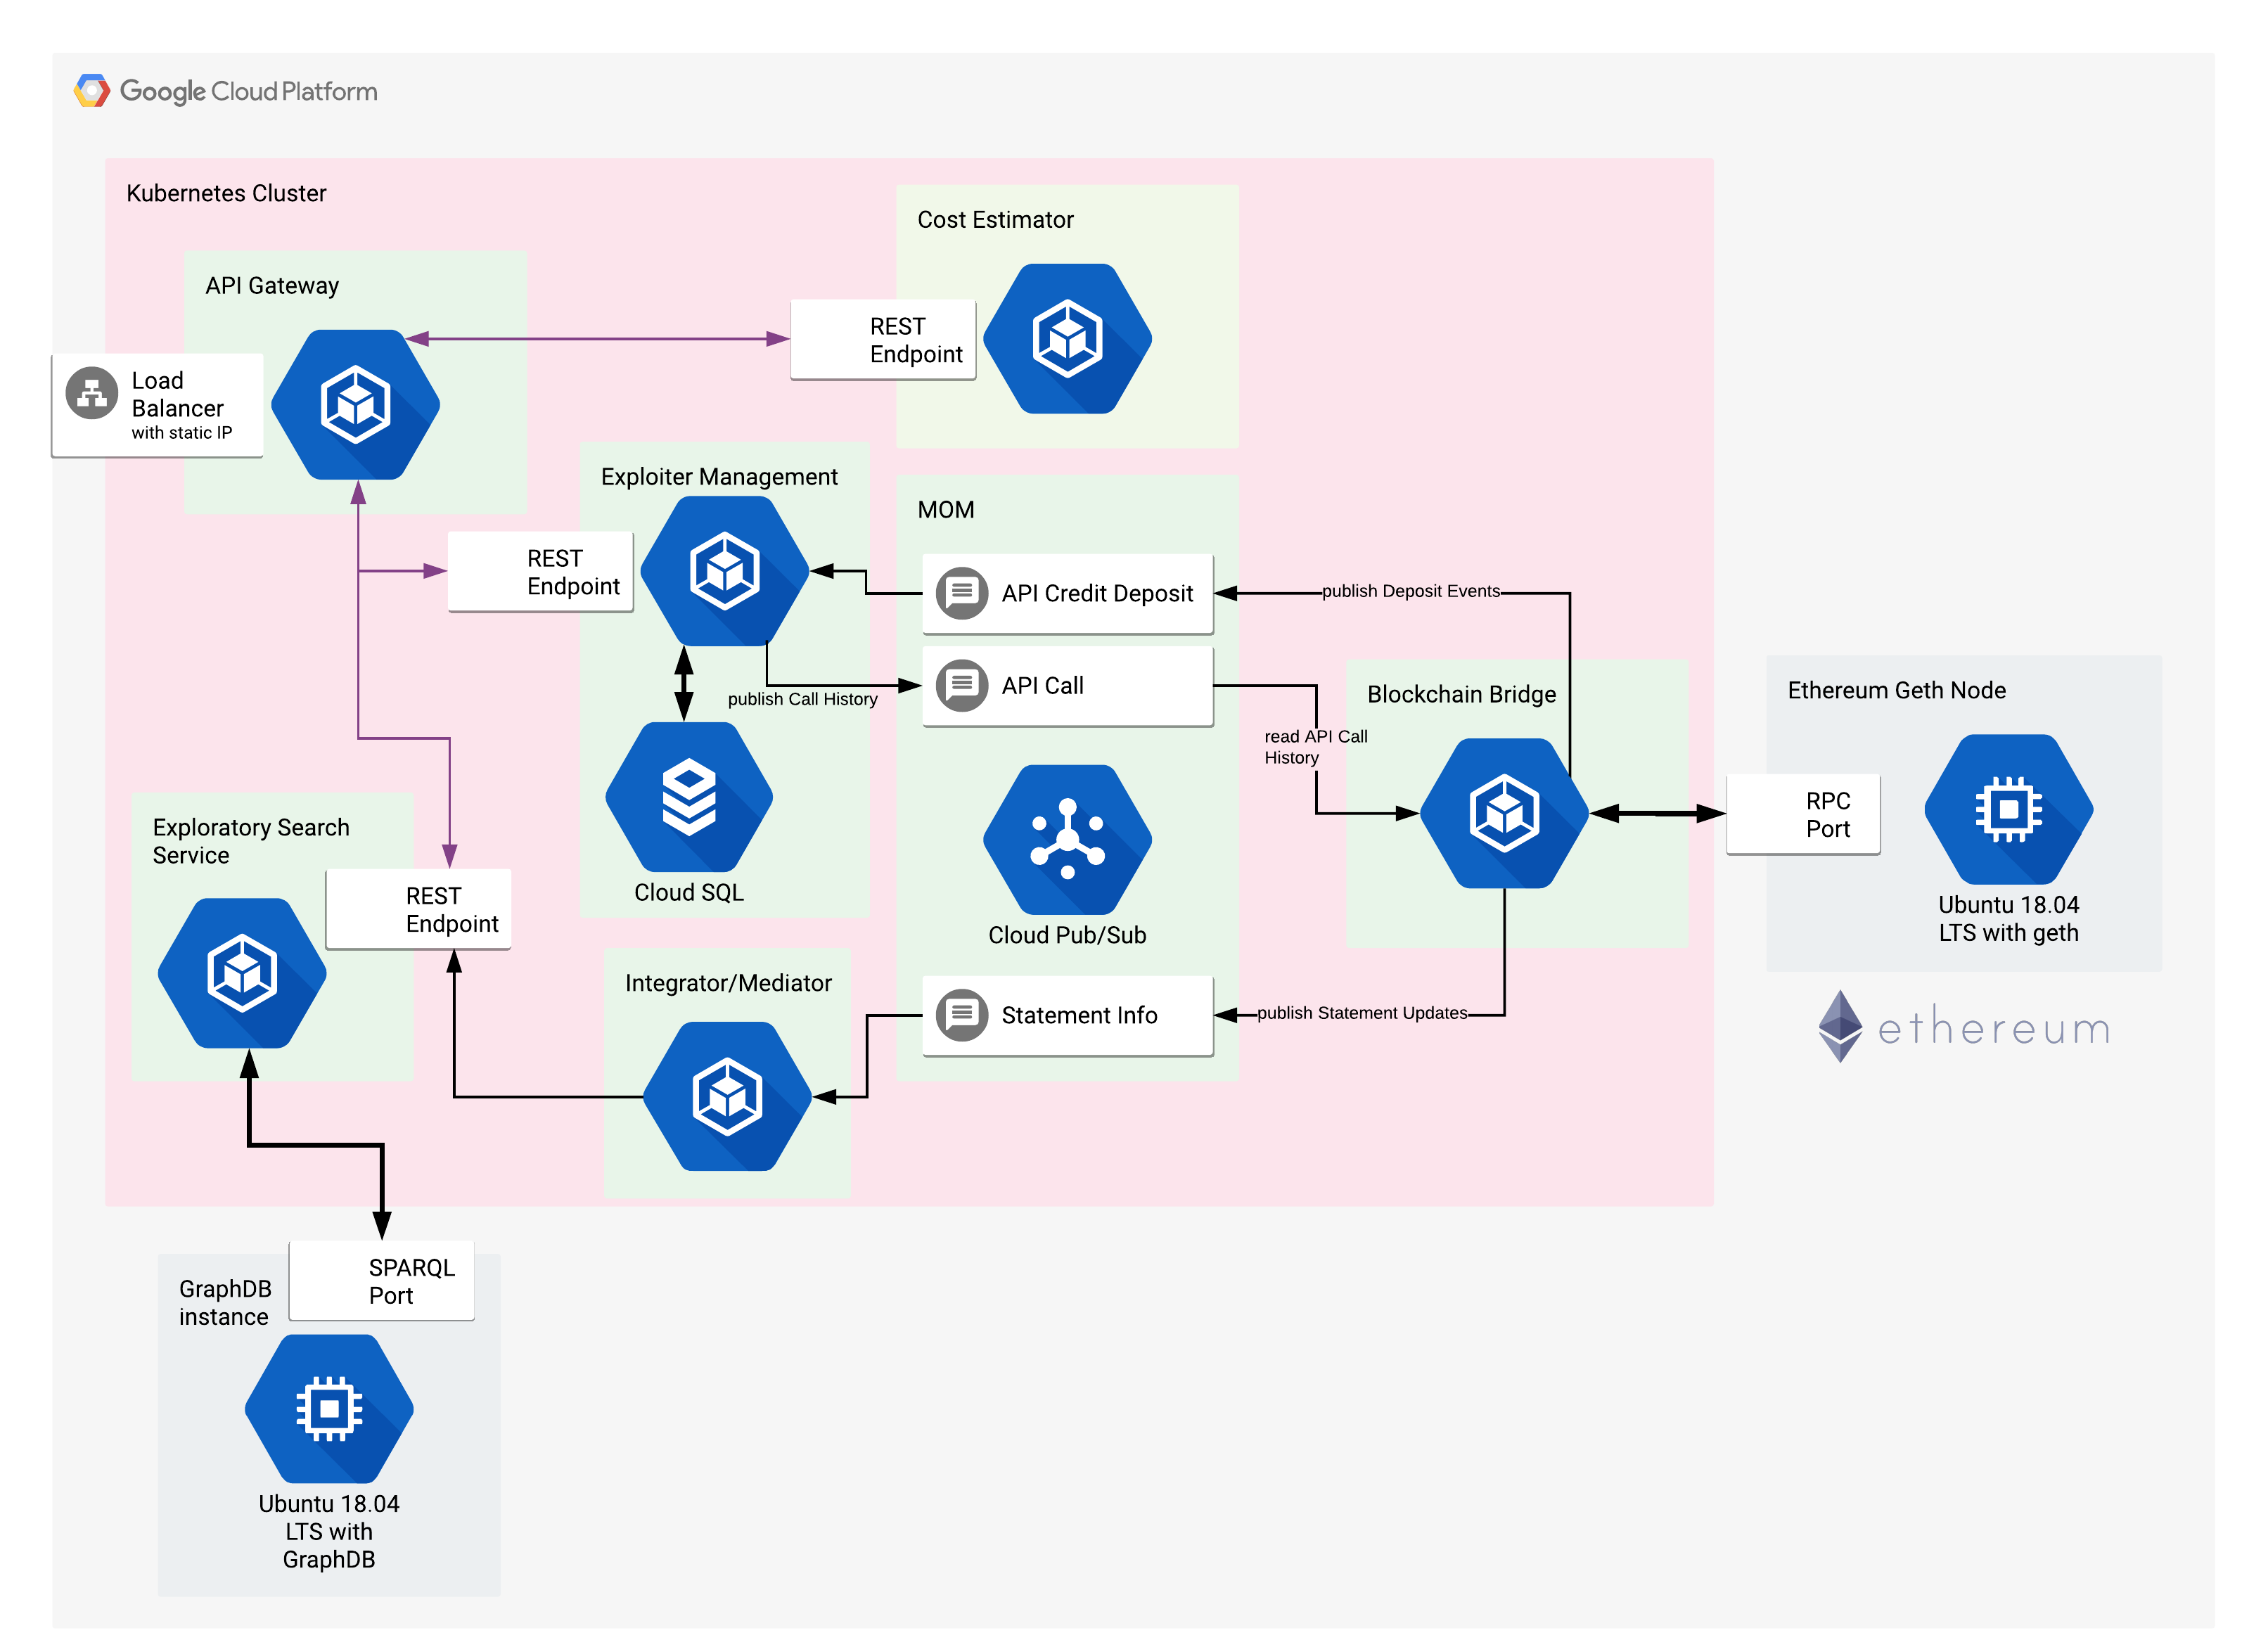 Google Cloud Platform
Kubernetes Cluster
Cost Estimator
API Gateway
REST
Endpoint
Load
Balancer
with static IP
Exploiter Management
MOM
REST
Endpoint
API Credit Deposit
publish Deposit Events
API Call
publish Call History
Blockchain Bridge
Ethereum Geth Node
read API Call
History
RPC
Port
Exploratory Search
Service
REST
Endpoint
Cloud SQL
Cloud Pub/Sub
Ubuntu 18.04
LTS with geth
Integrator/Mediator
Statement Info
publish Statement Updates
ethereum
SPARQL
Port
GraphDB
instance
Ubuntu 18.04
LTS with
GraphDB